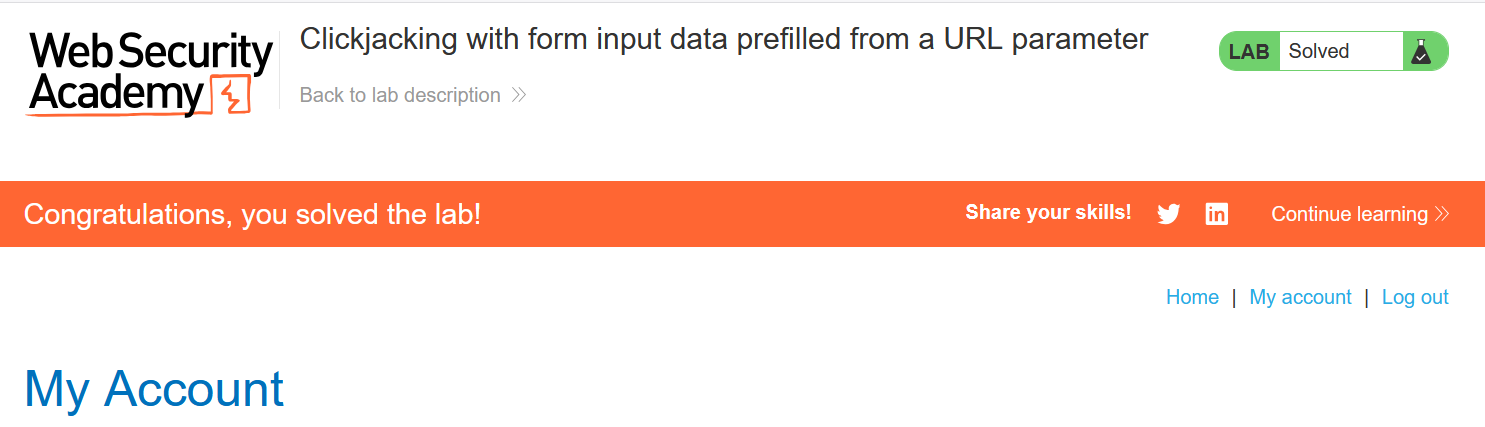 Web Security
Academy
Clickjacking with form input data prefilled from a URL parameter
Back to lab description
LAB Solved
Congratulations, you solved the lab!
Share your skills!
Continue learning
Home | My account | Log out
My Account